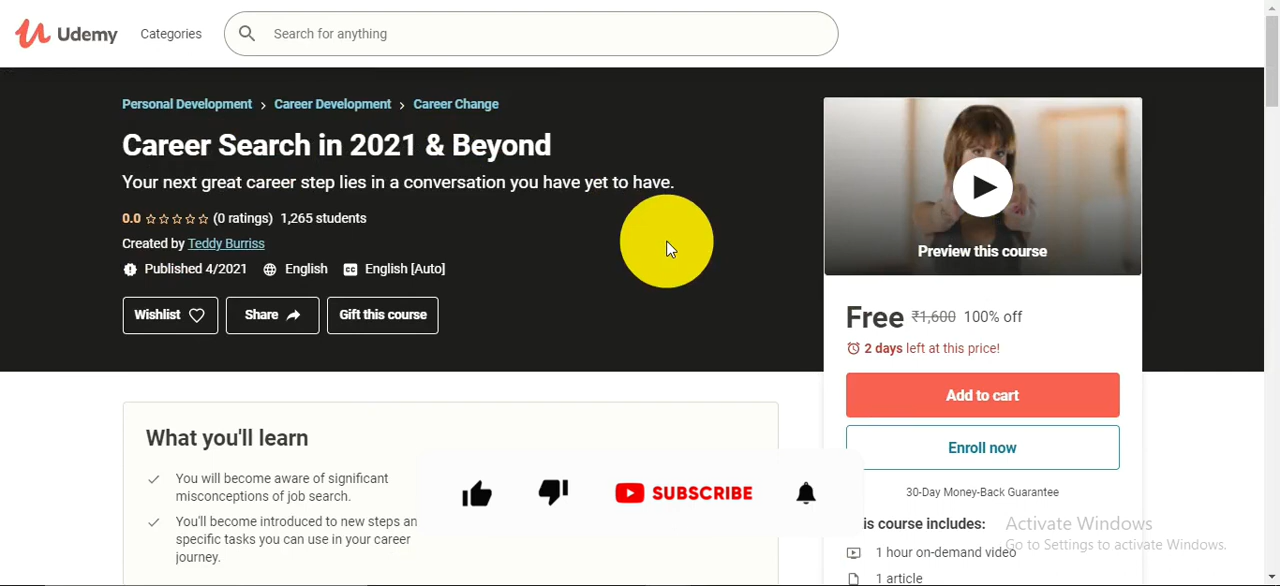 Udemy
Categories
Search for anything
Personal Development > Career Development > Career Change
Career Search in 2021 & Beyond
Your next great career step lies in a conversation you have yet to have.
0.0 (0 ratings) 1,265 students
Created by Teddy Burriss
Published 4/2021 English CC English [Auto]
Wishlist
Share
Gift this course
Preview this course
Free ₹1,600 100% off
2 days left at this price!
Add to cart
Enroll now
30-Day Money-Back Guarantee
is course includes:
1 hour on-demand video
1 article
What you'll learn
You will become aware of significant
misconceptions of job search.
You'll become introduced to new steps an
specific tasks you can use in your career
journey.
SUBSCRIBE
Activate Windows
Go to Settings to activate Windows.